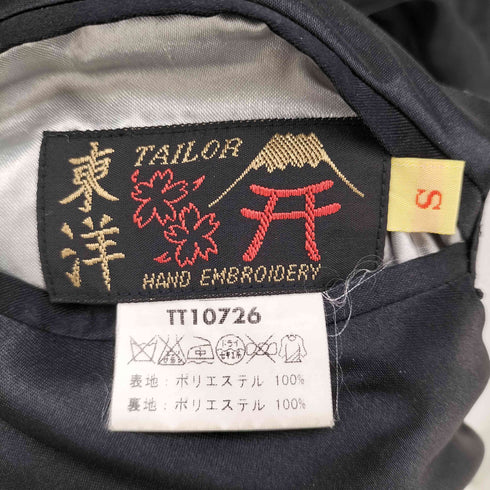 東洋
TAILOR
HAND EMBROIDERY
S
TT10726
表地：ポリエステル 100%
裏地：ポリエステル 100%